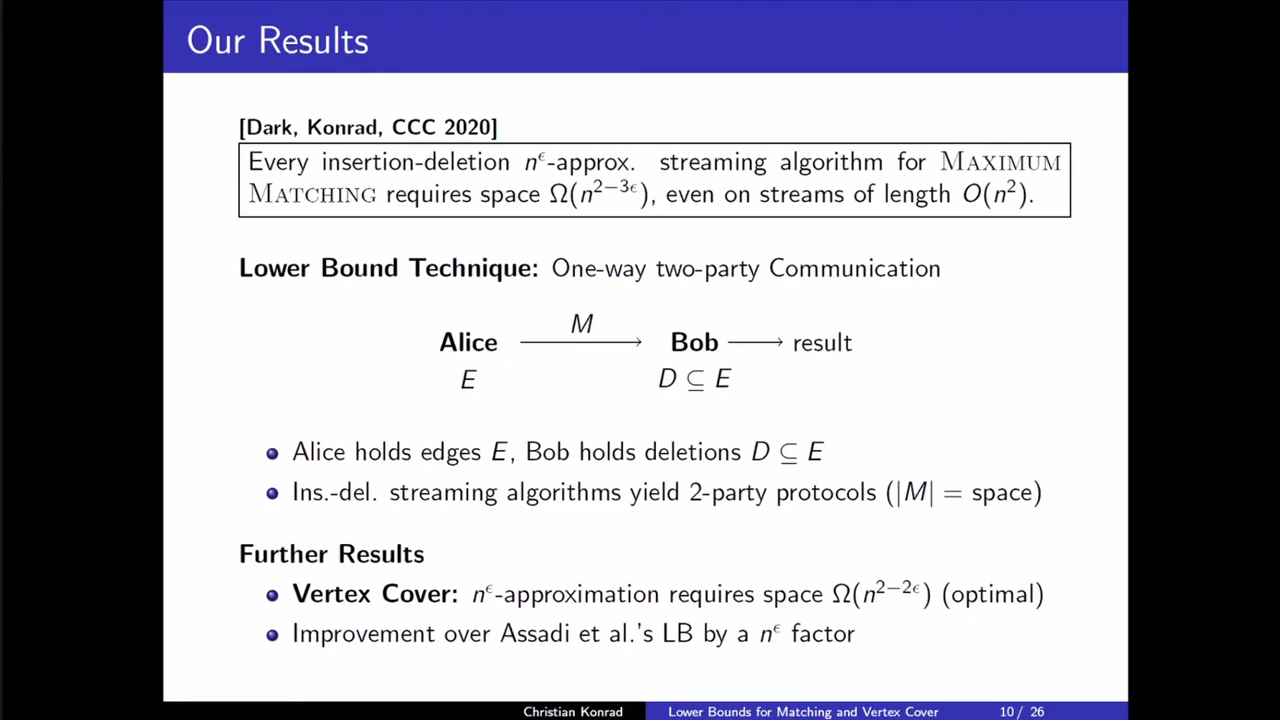 Our Results
[Dark, Konrad, CCC 2020]
Every insertion-deletion n^ϵ-approx. streaming algorithm for MAXIMUM
MATCHING requires space Ω(n^{2−3ϵ}), even on streams of length O(n^2).
Lower Bound Technique: One-way two-party Communication
M
Alice ⟶ Bob ⟶ result
E D ⊆ E
Alice holds edges E, Bob holds deletions D ⊆ E
Ins.-del. streaming algorithms yield 2-party protocols (|M| = space)
Further Results
Vertex Cover: n^ϵ-approximation requires space Ω(n^{2−2ϵ}) (optimal)
Improvement over Assadi et al.'s LB by a n^ϵ factor
Christian Konrad Lower Bounds for Matching and Vertex Cover 10 / 26